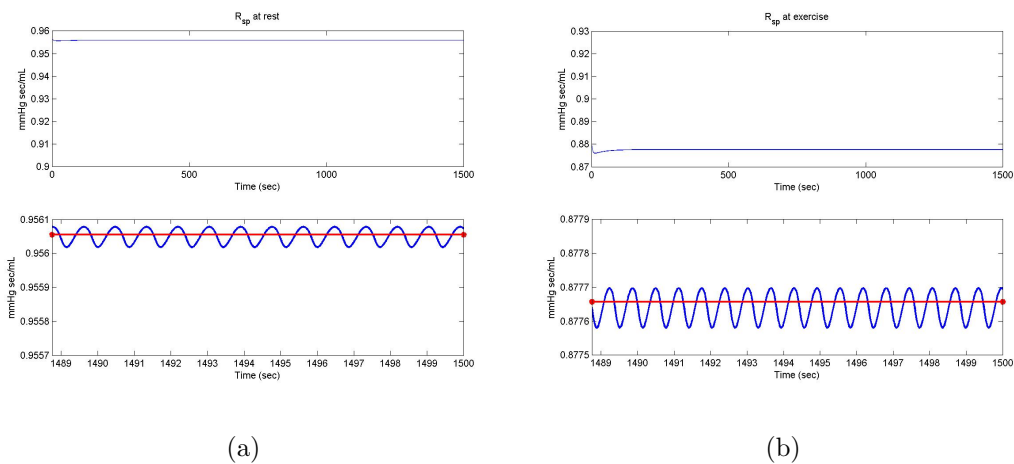 R_sp at rest
0.96
0.95
0.94
0.93
0.92
0.91
0.9
mmHg sec/mL
0 500 1000 1500
Time (sec)
0.9561
0.956
0.9559
0.9558
0.9557
mmHg sec/mL
1489 1490 1491 1492 1493 1494 1495 1496 1497 1498 1499 1500
Time (sec)
(a)
R_sp at exercise
0.93
0.92
0.91
0.9
0.89
0.88
0.87
mmHg sec/mL
0 500 1000 1500
Time (sec)
0.8779
0.8778
0.8777
0.8776
0.8775
mmHg sec/mL
1489 1490 1491 1492 1493 1494 1495 1496 1497 1498 1499 1500
Time (sec)
(b)